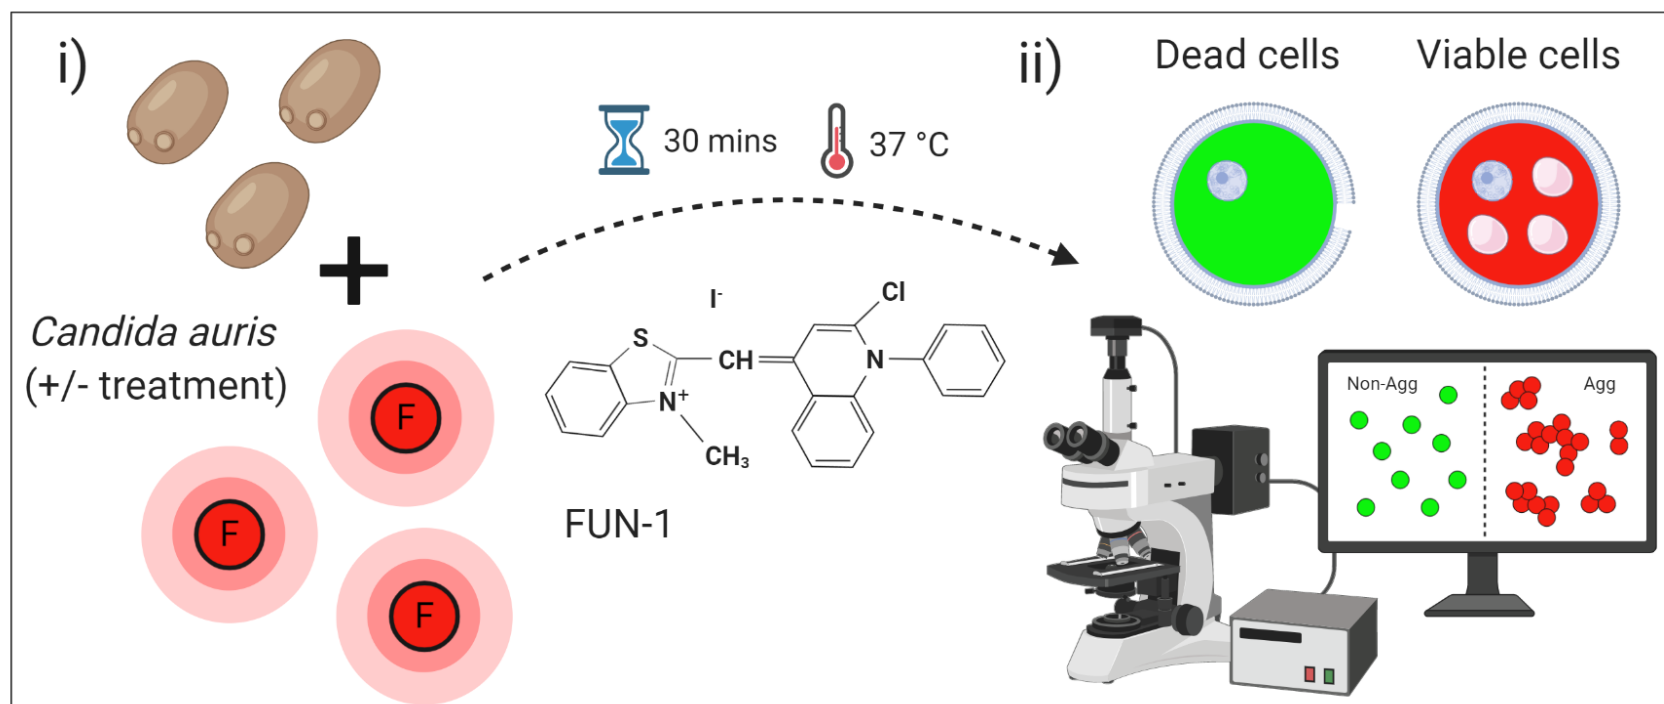 i)
Candida auris
(+/- treatment)
F
F
F
30 mins
37 °C
I-
Cl
S
CH
N
N+
CH3
FUN-1
ii)
Dead cells
Viable cells
Non-Agg
Agg